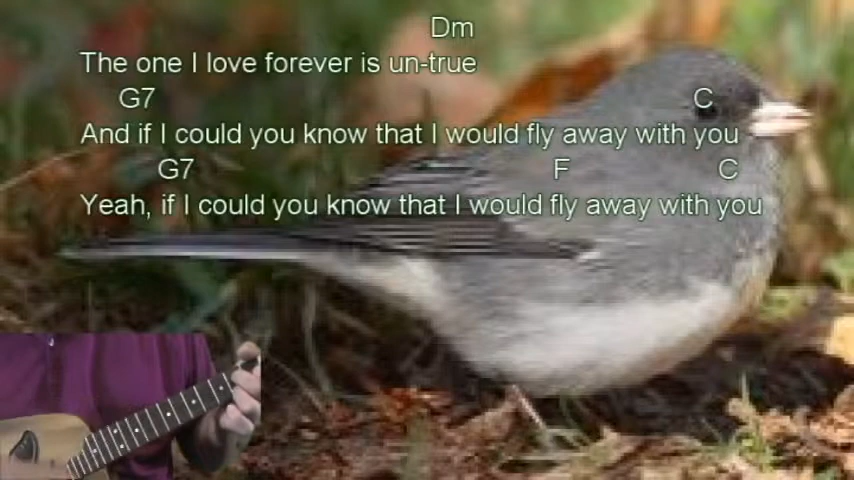 Dm
The one I love forever is un-true
G7 C
And if I could you know that I would fly away with you
G7 F C
Yeah, if I could you know that I would fly away with you